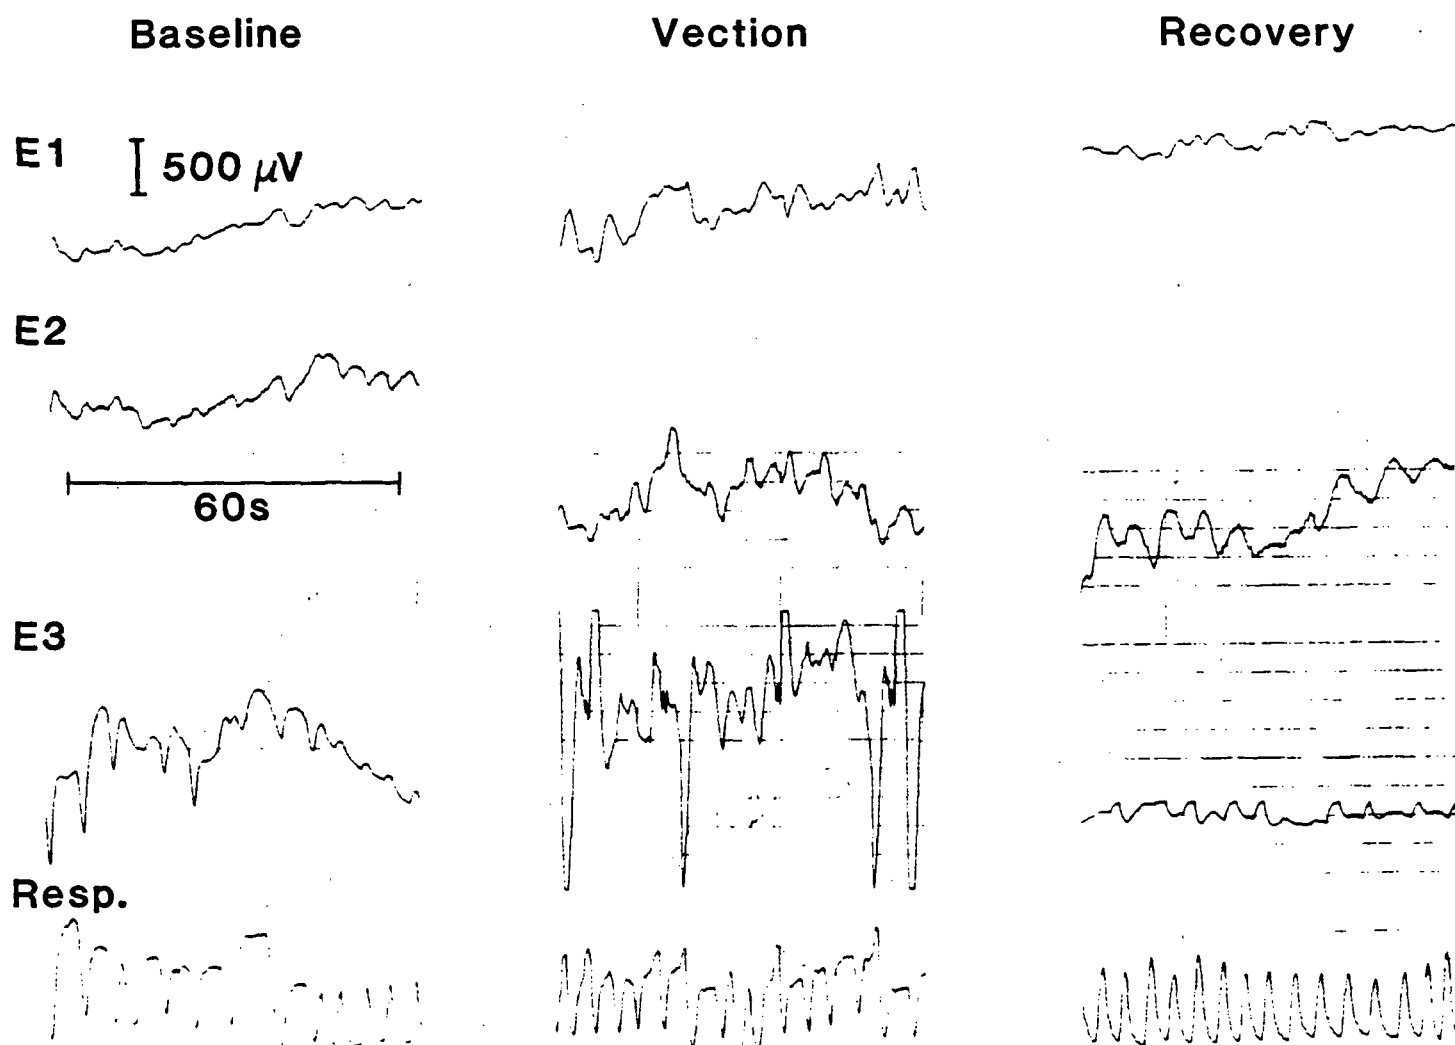 Baseline Vection Recovery
E1 500 μV
E2
60s
E3
Resp.